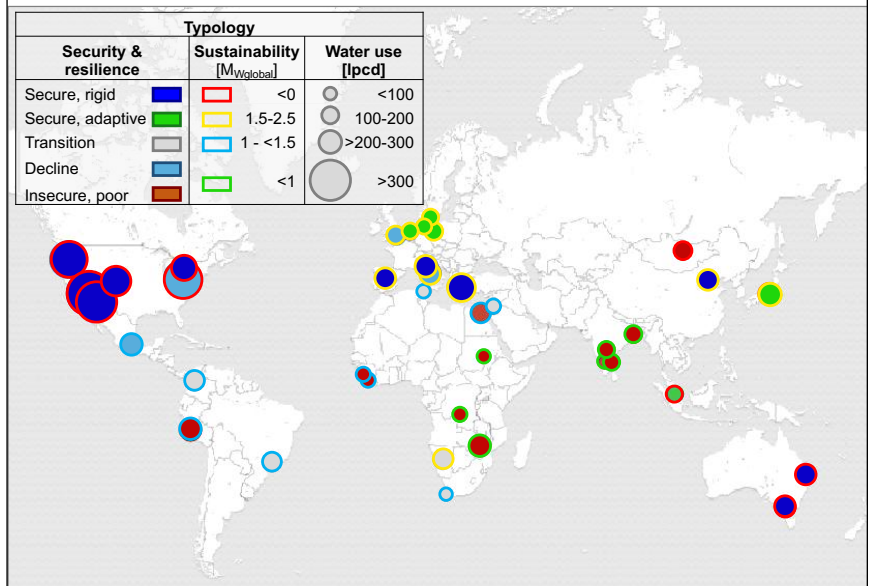 Typology
Security & resilience
Sustainability [MWglobal]
Water use [lpcd]
Secure, rigid
<0
<100
Secure, adaptive
1.5-2.5
100-200
Transition
1 - <1.5
>200-300
Decline
<1
>300
Insecure, poor